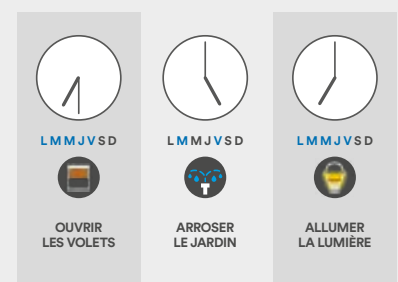 LMMJVSD
OUVRIR
LES VOLETS
LMMJVSD
ARROSER
LE JARDIN
LMMJVSD
ALLUMER
LA LUMIÈRE